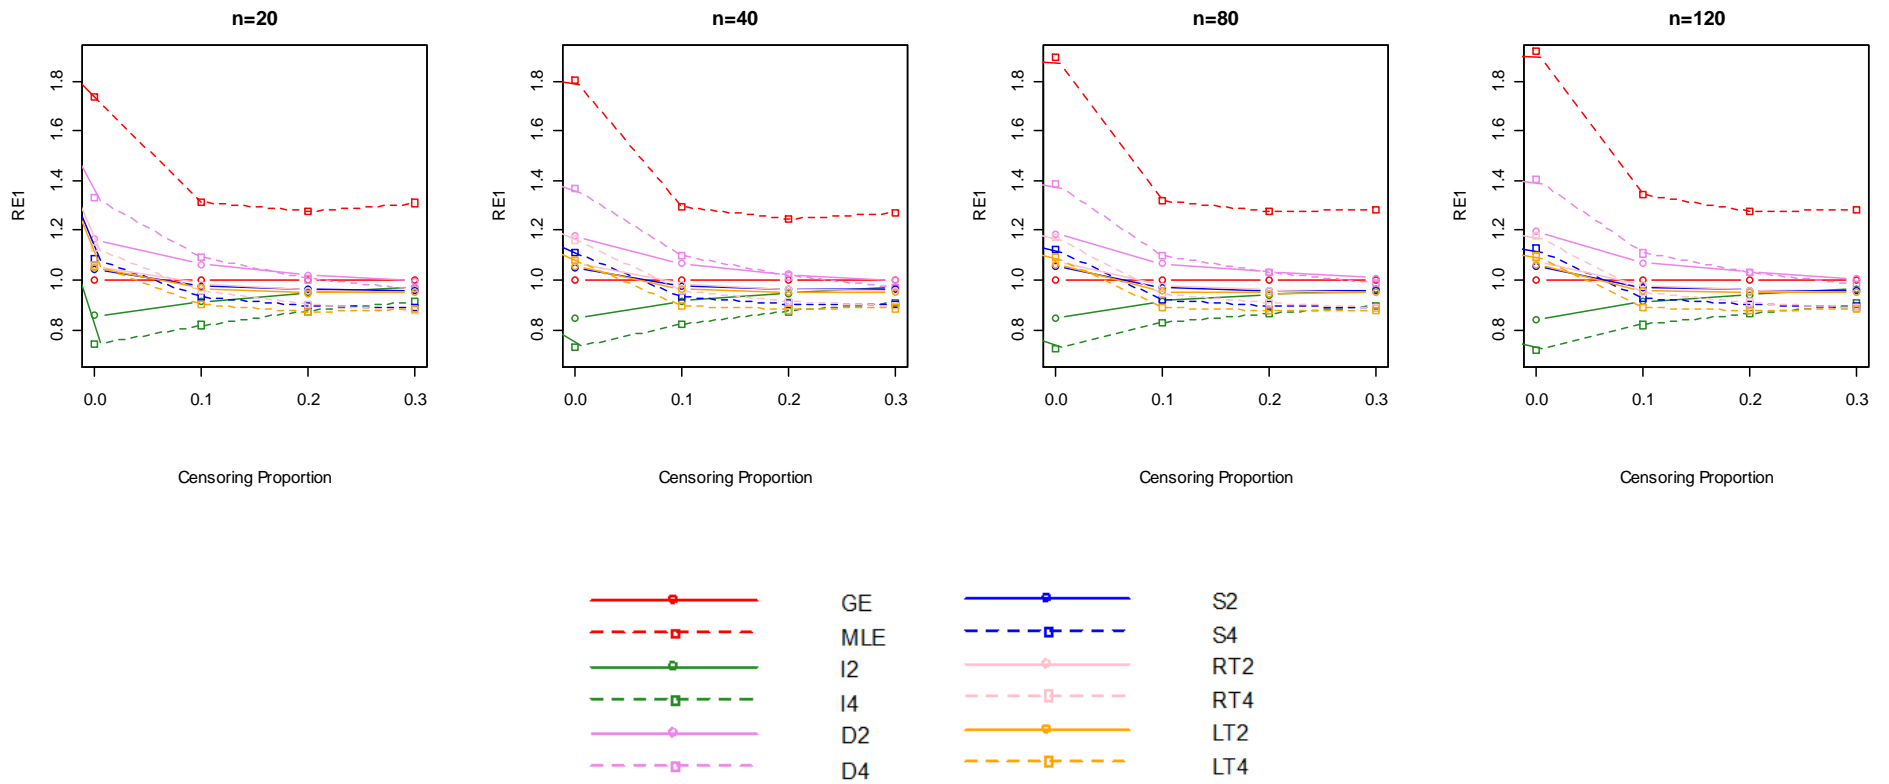 n=20 n=40 n=80 n=120
RE1 0.8 1.0 1.2 1.4 1.6 1.8
0.0 0.1 0.2 0.3
Censoring Proportion
RE1 0.8 1.0 1.2 1.4 1.6 1.8
0.0 0.1 0.2 0.3
Censoring Proportion
RE1 0.8 1.0 1.2 1.4 1.6 1.8
0.0 0.1 0.2 0.3
Censoring Proportion
RE1 0.8 1.0 1.2 1.4 1.6 1.8
0.0 0.1 0.2 0.3
Censoring Proportion
GE
MLE
I2
I4
D2
D4
S2
S4
RT2
RT4
LT2
LT4